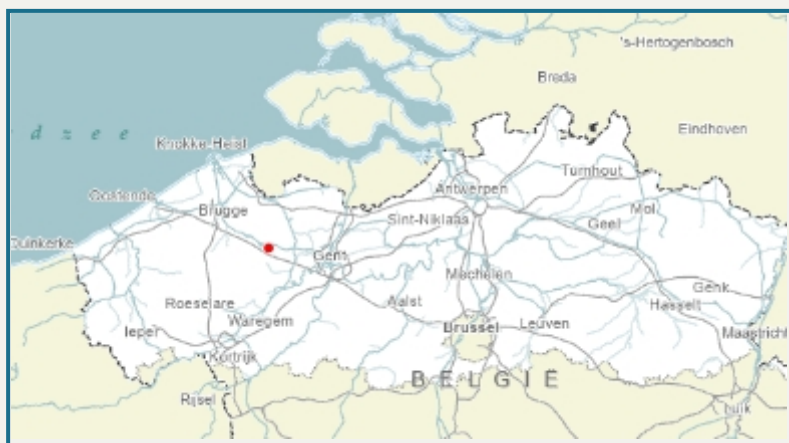 's-Hertogenbosch
Breda
dzee
Eindhoven
Knokke-Heist
Turnhout
Antwerpen
Oostende
Mol
Brugge
Sint-Niklaas
Geel
Duinkerke
Gent
Mechelen
Genk
Roeselare
Aalst
Hasselt
Waregem
Brussel
Leuven
Ieper
Maastricht
Kortrijk
BELGIË
Rijsel
Luik